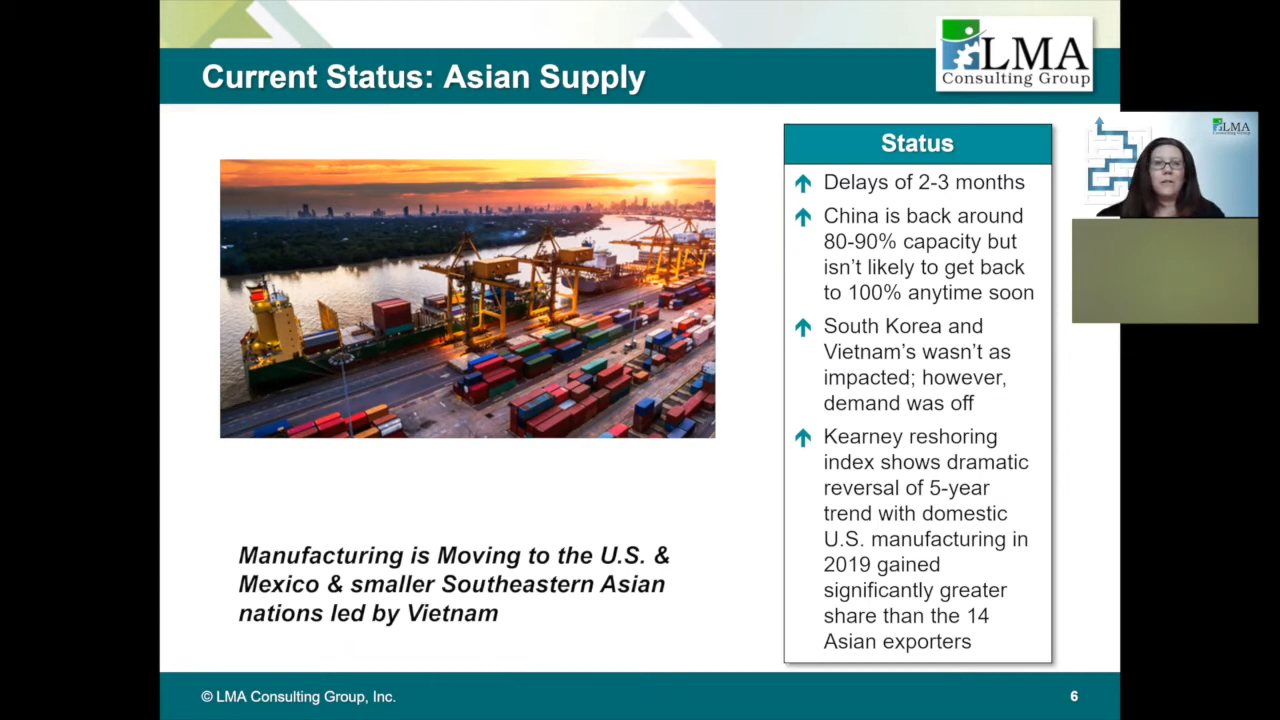 Current Status: Asian Supply
LMA
Consulting Group
LMA
Consulting Group
Status
Delays of 2-3 months
China is back around
80-90% capacity but
isn't likely to get back
to 100% anytime soon
South Korea and
Vietnam's wasn't as
impacted; however,
demand was off
Kearney reshoring
index shows dramatic
reversal of 5-year
trend with domestic
U.S. manufacturing in
2019 gained
significantly greater
share than the 14
Asian exporters
Manufacturing is Moving to the U.S. &
Mexico & smaller Southeastern Asian
nations led by Vietnam
© LMA Consulting Group, Inc.
6